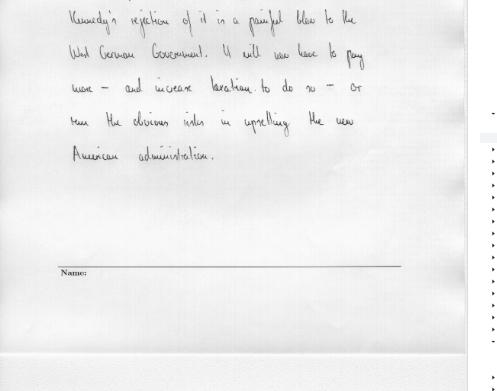 Kennedy's rejection of it is a painful blow to the
West German Government. It will now have to pay
more - and increase taxation to do so - or
run the obvious risks in upsetting the new
American administration.
Name: